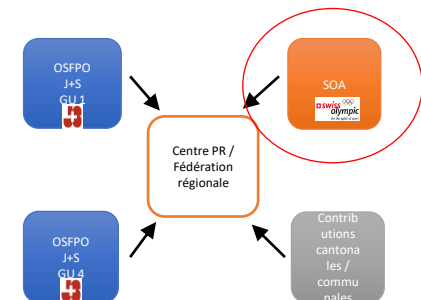 OSFPO
J+S
GU 1
SOA
swiss
olympic
Centre PR /
Fédération
régionale
OSFPO
J+S
GU 4
Contrib
utions
cantona
les /
commu
nales